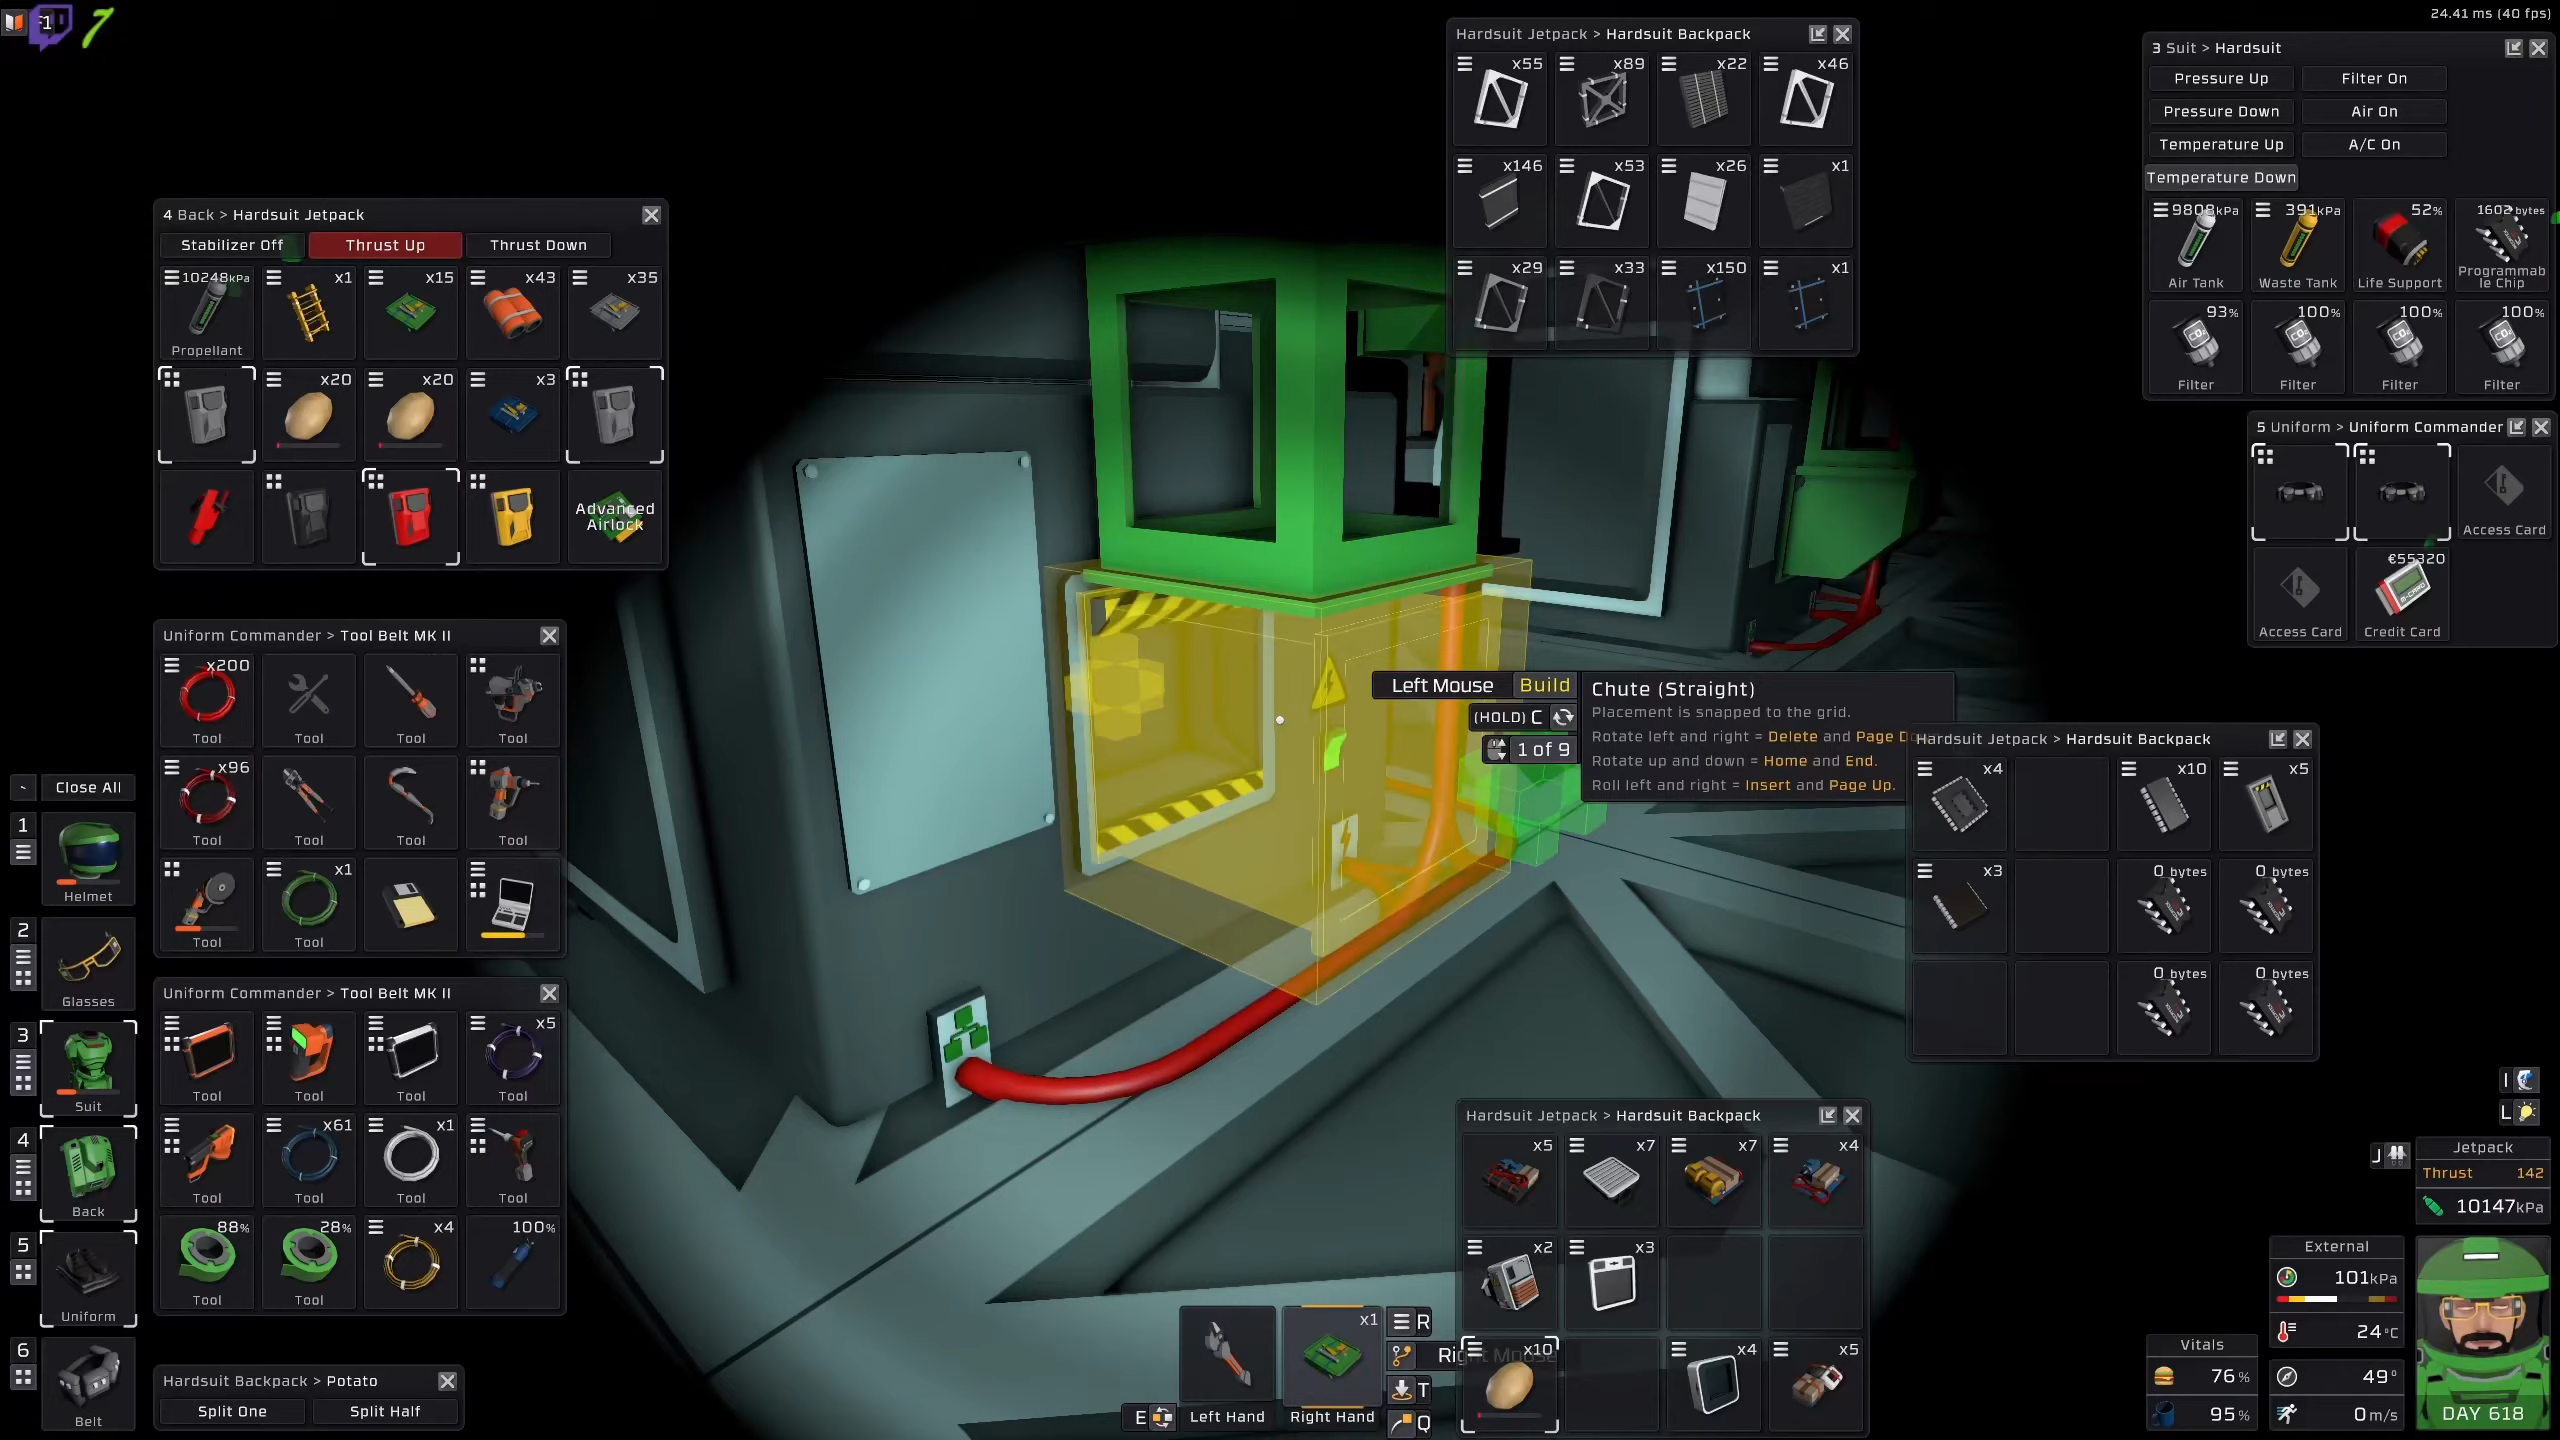 F1
24.41 ms (40 fps)
Hardsuit Jetpack > Hardsuit Backpack
x55
x89
x22
x46
x146
x53
x26
x1
x29
x33
x150
x1
3 Suit > Hardsuit
Pressure Up
Filter On
Pressure Down
Air On
Temperature Up
A/C On
Temperature Down
9808kPa
391kPa
52%
1602 bytes
Air Tank
Waste Tank
Life Support
Programmab
le Chip
93%
100%
100%
100%
Filter
Filter
Filter
Filter
4 Back > Hardsuit Jetpack
Stabilizer Off
Thrust Up
Thrust Down
10248kPa
x1
x15
x43
x35
Propellant
x20
x20
x3
Advanced
Airlock
5 Uniform > Uniform Commander
Access Card
€55320
Access Card
Credit Card
Uniform Commander > Tool Belt MK II
x200
Tool
Tool
Tool
Tool
x96
Tool
Tool
Tool
Tool
x1
Tool
Tool
Left Mouse
Build
(HOLD) C
1 of 9
Chute (Straight)
Placement is snapped to the grid.
Rotate left and right = Delete and Page D
Rotate up and down = Home and End.
Roll left and right = Insert and Page Up.
Hardsuit Jetpack > Hardsuit Backpack
x4
x10
x5
x3
0 bytes
0 bytes
0 bytes
0 bytes
~
Close All
1
Helmet
2
Glasses
3
Suit
4
Back
5
Uniform
6
Belt
Uniform Commander > Tool Belt MK II
x5
Tool
Tool
Tool
Tool
x61
x1
Tool
Tool
Tool
Tool
88%
28%
x4
100%
Tool
Tool
Tool
Tool
Hardsuit Backpack > Potato
Split One
Split Half
Hardsuit Jetpack > Hardsuit Backpack
x5
x7
x7
x4
x2
x3
x10
x4
x5
E
Left Hand
x1
Right Hand
R
Right Mouse
T
Q
I
L
J
Jetpack
Thrust 142
10147kPa
External
101kPa
24°C
Vitals
76%
49°
95%
0m/s
DAY 618